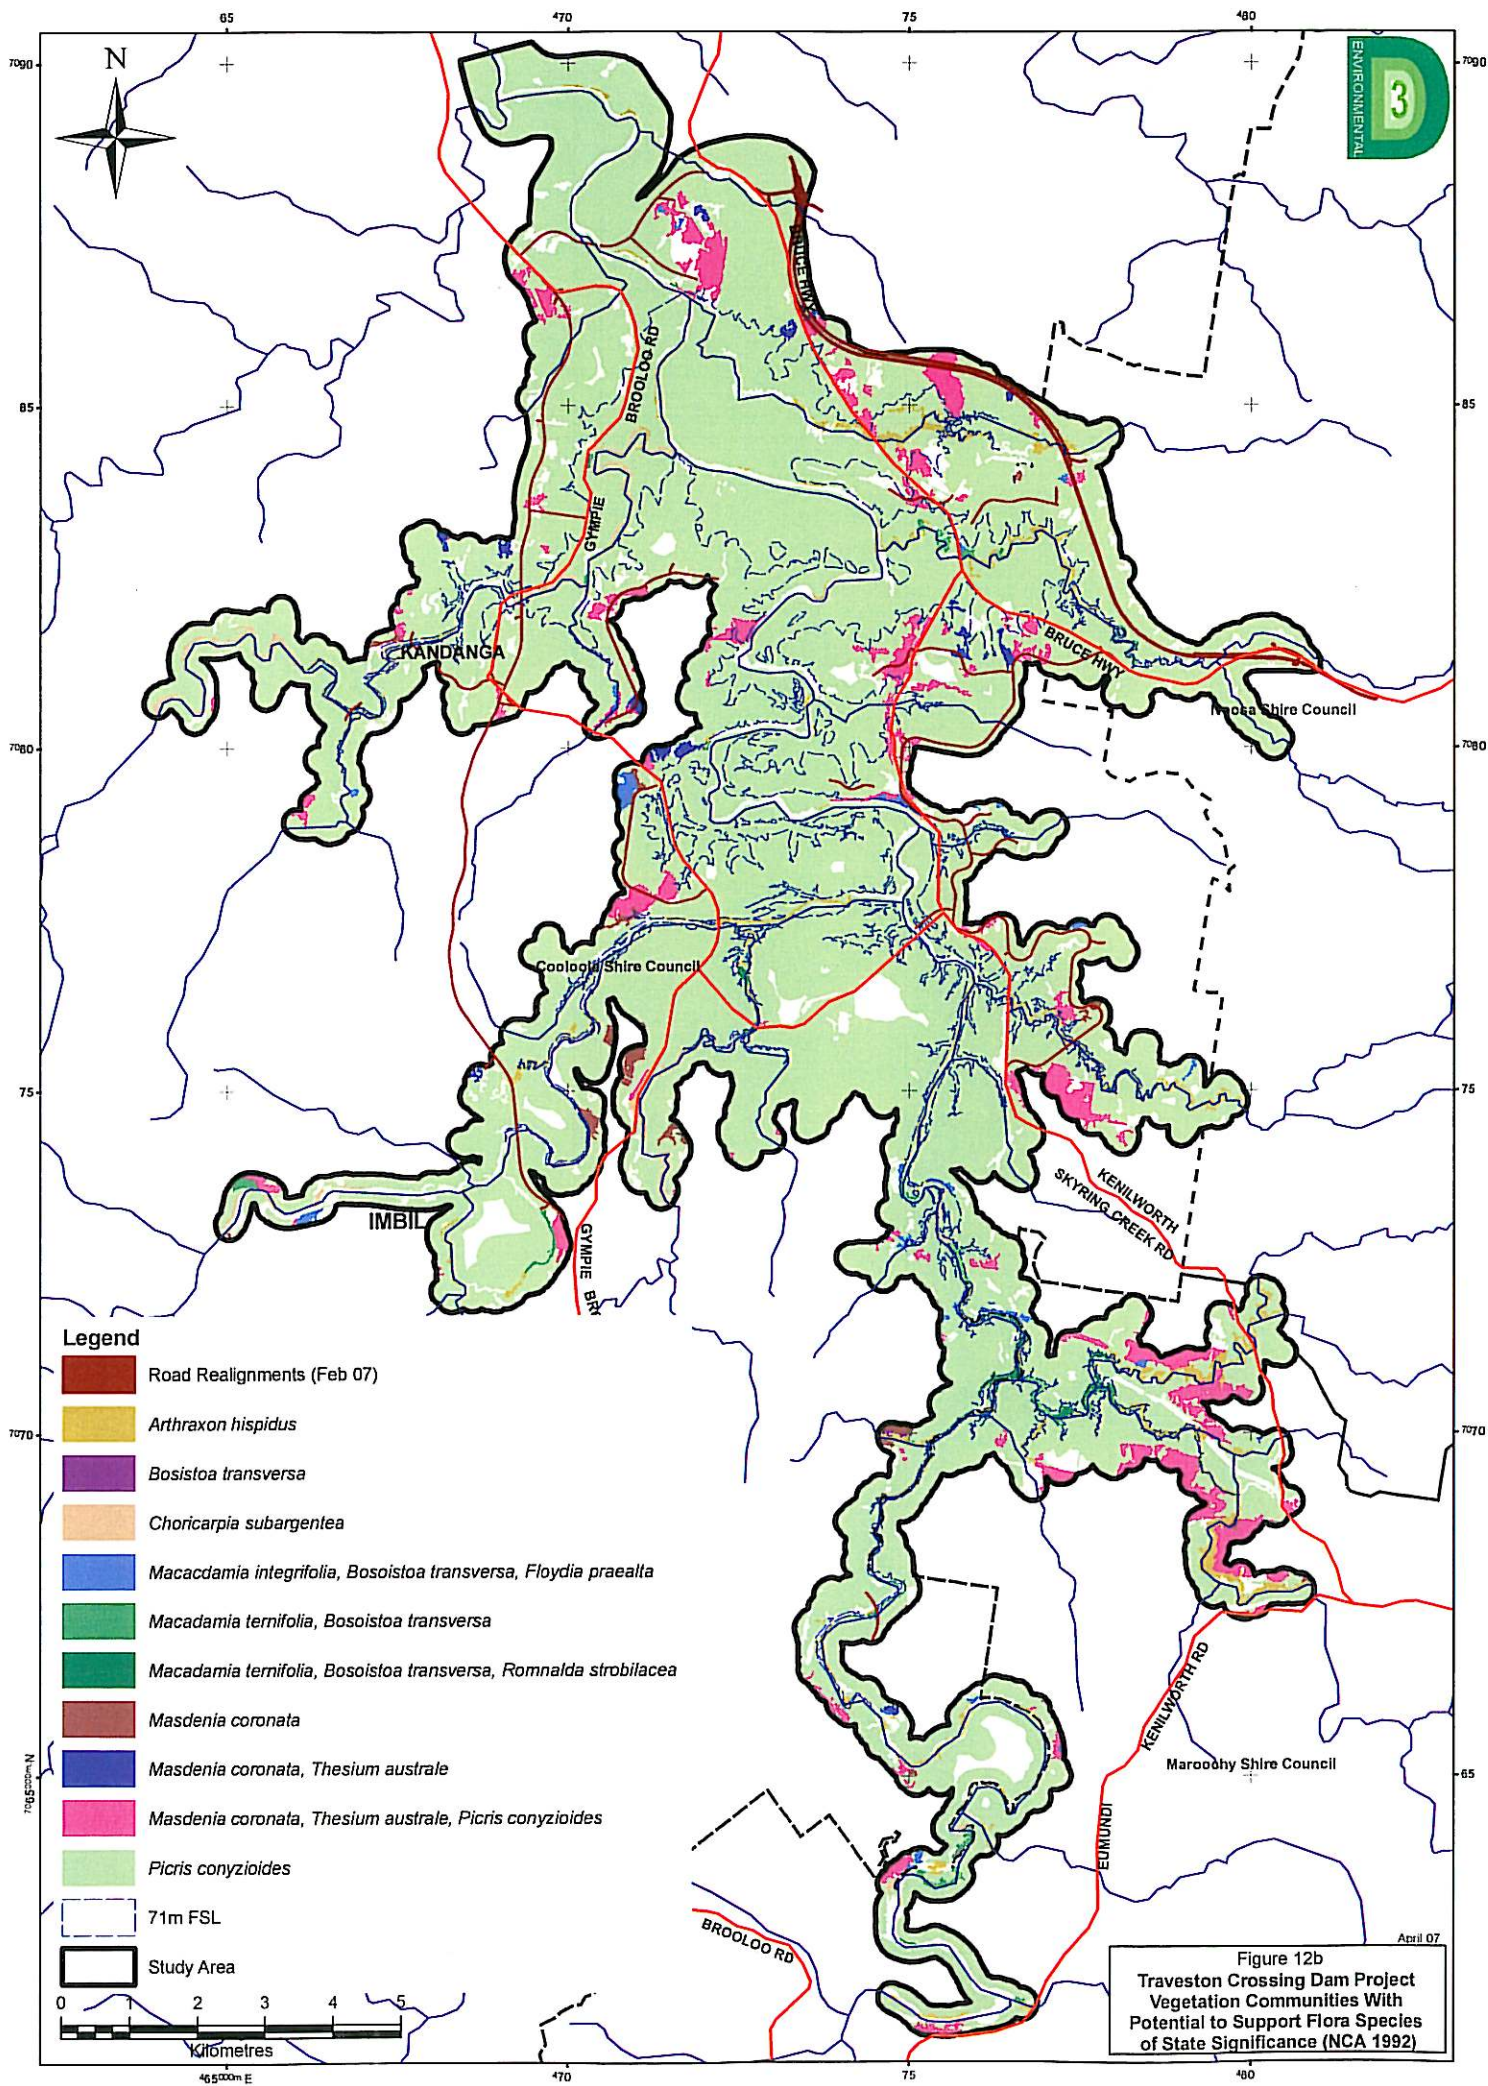 65
470
75
480
7090
7090
N
ENVIRONMENTAL
3
BRUCE HWY
BROOLOO RD
85
85
GYMPIE
KANDANGA
BRUCE HWY
Noosa Shire Council
7080
7080
Cooloola Shire Council
75
75
KENILWORTH
SKYRING CREEK RD
IMBIL
GYMPIE BR
Legend
Road Realignments (Feb 07)
Arthraxon hispidus
Bosistoa transversa
Choricarpia subargentea
Macacdamia integrifolia, Bosoistoa transversa, Floydia praealta
Macadamia ternifolia, Bosoistoa transversa
Macadamia ternifolia, Bosoistoa transversa, Romnalda strobilacea
Masdenia coronata
Masdenia coronata, Thesium australe
Masdenia coronata, Thesium australe, Picris conyzioides
Picris conyzioides
71m FSL
Study Area
7070
7070
KENILWORTH RD
Maroochy Shire Council
7065000m N
65
EUMUNDI
BROOLOO RD
0 1 2 3 4 5
Kilometres
April 07
Figure 12b
Traveston Crossing Dam Project
Vegetation Communities With
Potential to Support Flora Species
of State Significance (NCA 1992)
465000m E
470
75
480